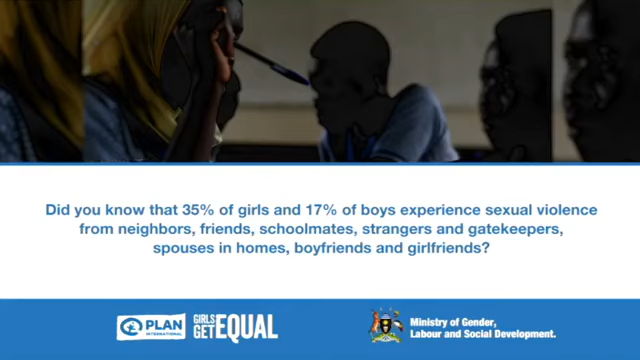 Did you know that 35% of girls and 17% of boys experience sexual violence
from neighbors, friends, schoolmates, strangers and gatekeepers,
spouses in homes, boyfriends and girlfriends?
PLAN
INTERNATIONAL
GIRLS
GET EQUAL
Ministry of Gender,
Labour and Social Development.